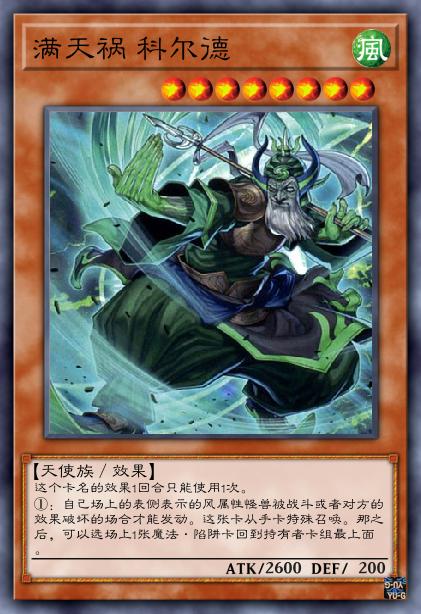 满天祸 科尔德
風
【天使族／效果】
这个卡名的效果1回合只能使用1次。
①：自己场上的表侧表示的风属性怪兽被战斗或者对方的
效果破坏的场合才能发动。这张卡从手卡特殊召唤。那之
后，可以选场上1张魔法·陷阱卡回到持有者卡组最上面
。
ATK/2600 DEF/ 200